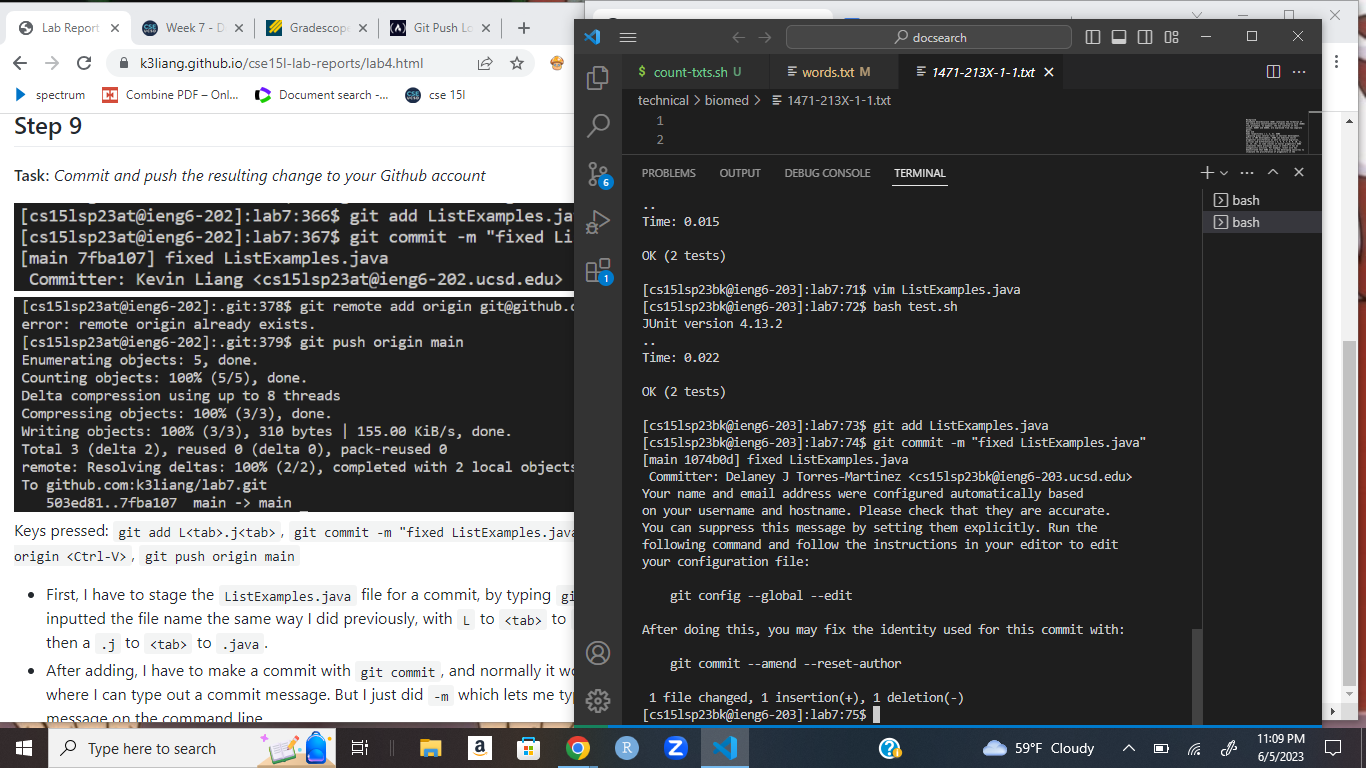 Lab Report
Week 7 - D
Gradescope
Git Push Lo
k3liang.github.io/cse15l-lab-reports/lab4.html
spectrum
Combine PDF – Onl...
Document search -...
cse 15l
Step 9
Task: Commit and push the resulting change to your Github account
[cs15lsp23at@ieng6-202]:lab7:366$ git add ListExamples.ja
[cs15lsp23at@ieng6-202]:lab7:367$ git commit -m "fixed Li
[main 7fba107] fixed ListExamples.java
Committer: Kevin Liang <cs15lsp23at@ieng6-202.ucsd.edu>
[cs15lsp23at@ieng6-202]:.git:378$ git remote add origin git@github.c
error: remote origin already exists.
[cs15lsp23at@ieng6-202]:.git:379$ git push origin main
Enumerating objects: 5, done.
Counting objects: 100% (5/5), done.
Delta compression using up to 8 threads
Compressing objects: 100% (3/3), done.
Writing objects: 100% (3/3), 310 bytes | 155.00 KiB/s, done.
Total 3 (delta 2), reused 0 (delta 0), pack-reused 0
remote: Resolving deltas: 100% (2/2), completed with 2 local objects
To github.com:k3liang/lab7.git
503ed81..7fba107  main -> main
Keys pressed: git add L<tab>.j<tab>, git commit -m "fixed ListExamples.java
origin <Ctrl-V>, git push origin main
First, I have to stage the ListExamples.java file for a commit, by typing gi
inputted the file name the same way I did previously, with L to <tab> to
then a .j to <tab> to .java.
After adding, I have to make a commit with git commit, and normally it wo
where I can type out a commit message. But I just did -m which lets me typ
message on the command line
docsearch
count-txts.sh U
words.txt M
1471-213X-1-1.txt
technical > biomed > 1471-213X-1-1.txt
1
2
PROBLEMS
OUTPUT
DEBUG CONSOLE
TERMINAL
bash
bash
6
1
..
Time: 0.015
OK (2 tests)
[cs15lsp23bk@ieng6-203]:lab7:71$ vim ListExamples.java
[cs15lsp23bk@ieng6-203]:lab7:72$ bash test.sh
JUnit version 4.13.2
..
Time: 0.022
OK (2 tests)
[cs15lsp23bk@ieng6-203]:lab7:73$ git add ListExamples.java
[cs15lsp23bk@ieng6-203]:lab7:74$ git commit -m "fixed ListExamples.java"
[main 1074b0d] fixed ListExamples.java
Committer: Delaney J Torres-Martinez <cs15lsp23bk@ieng6-203.ucsd.edu>
Your name and email address were configured automatically based
on your username and hostname. Please check that they are accurate.
You can suppress this message by setting them explicitly. Run the
following command and follow the instructions in your editor to edit
your configuration file:
git config --global --edit
After doing this, you may fix the identity used for this commit with:
git commit --amend --reset-author
1 file changed, 1 insertion(+), 1 deletion(-)
[cs15lsp23bk@ieng6-203]:lab7:75$
Type here to search
59°F Cloudy
11:09 PM
6/5/2023